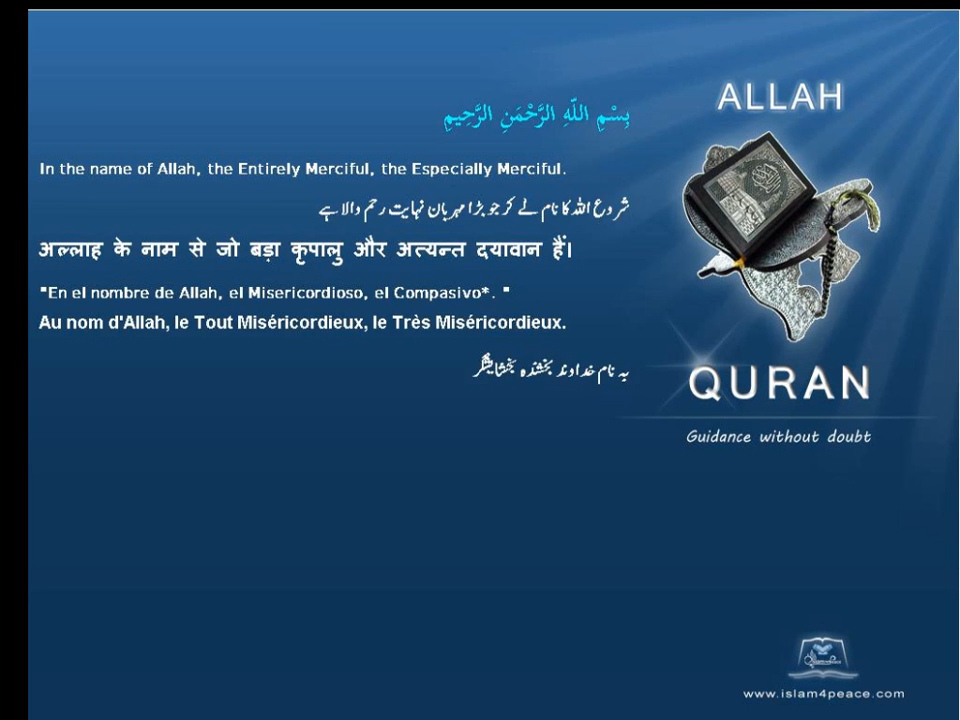 بِسْمِ اللَّهِ الرَّحْمَنِ الرَّحِيمِ
In the name of Allah, the Entirely Merciful, the Especially Merciful.
شروع اللہ کا نام لے کر جو بڑا مہربان نہایت رحم والا ہے
अल्लाह के नाम से जो बड़ा कृपालु और अत्यन्त दयावान हैं।
"En el nombre de Allah, el Misericordioso, el Compasivo*. "
Au nom d'Allah, le Tout Miséricordieux, le Très Miséricordieux.
به نام خداوند بخشنده بخشایشگر
ALLAH
QURAN
Guidance without doubt
www.islam4peace.com